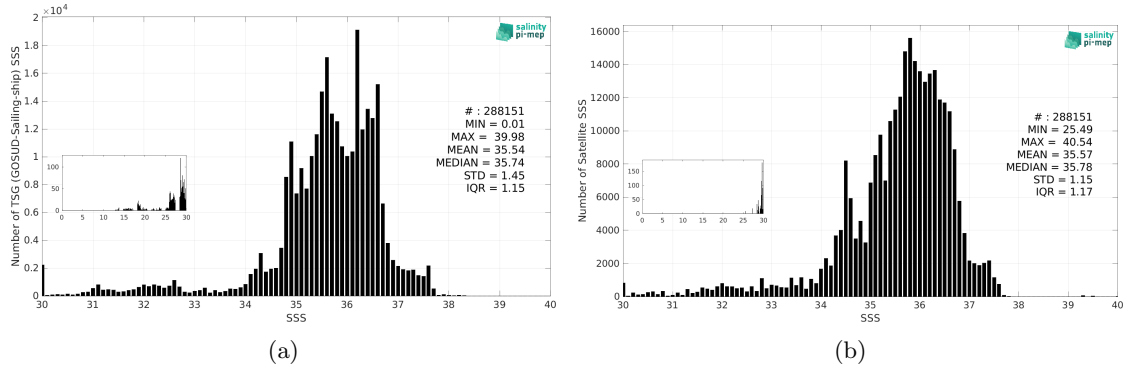 ×10⁴
2
1.8
1.6
1.4
1.2
1
0.8
0.6
0.4
0.2
0
Number of TSG (GOSUD-Sailing-ship) SSS
salinity
pi-mep
# : 288151
MIN = 0.01
MAX = 39.98
MEAN = 35.54
MEDIAN = 35.74
STD = 1.45
IQR = 1.15
100
50
0
0 5 10 15 20 25 30
30 31 32 33 34 35 36 37 38 39 40
SSS
(a)
16000
14000
12000
10000
8000
6000
4000
2000
0
Number of Satellite SSS
salinity
pi-mep
# : 288151
MIN = 25.49
MAX = 40.54
MEAN = 35.57
MEDIAN = 35.78
STD = 1.15
IQR = 1.17
150
100
50
0
0 5 10 15 20 25 30
30 31 32 33 34 35 36 37 38 39 40
SSS
(b)